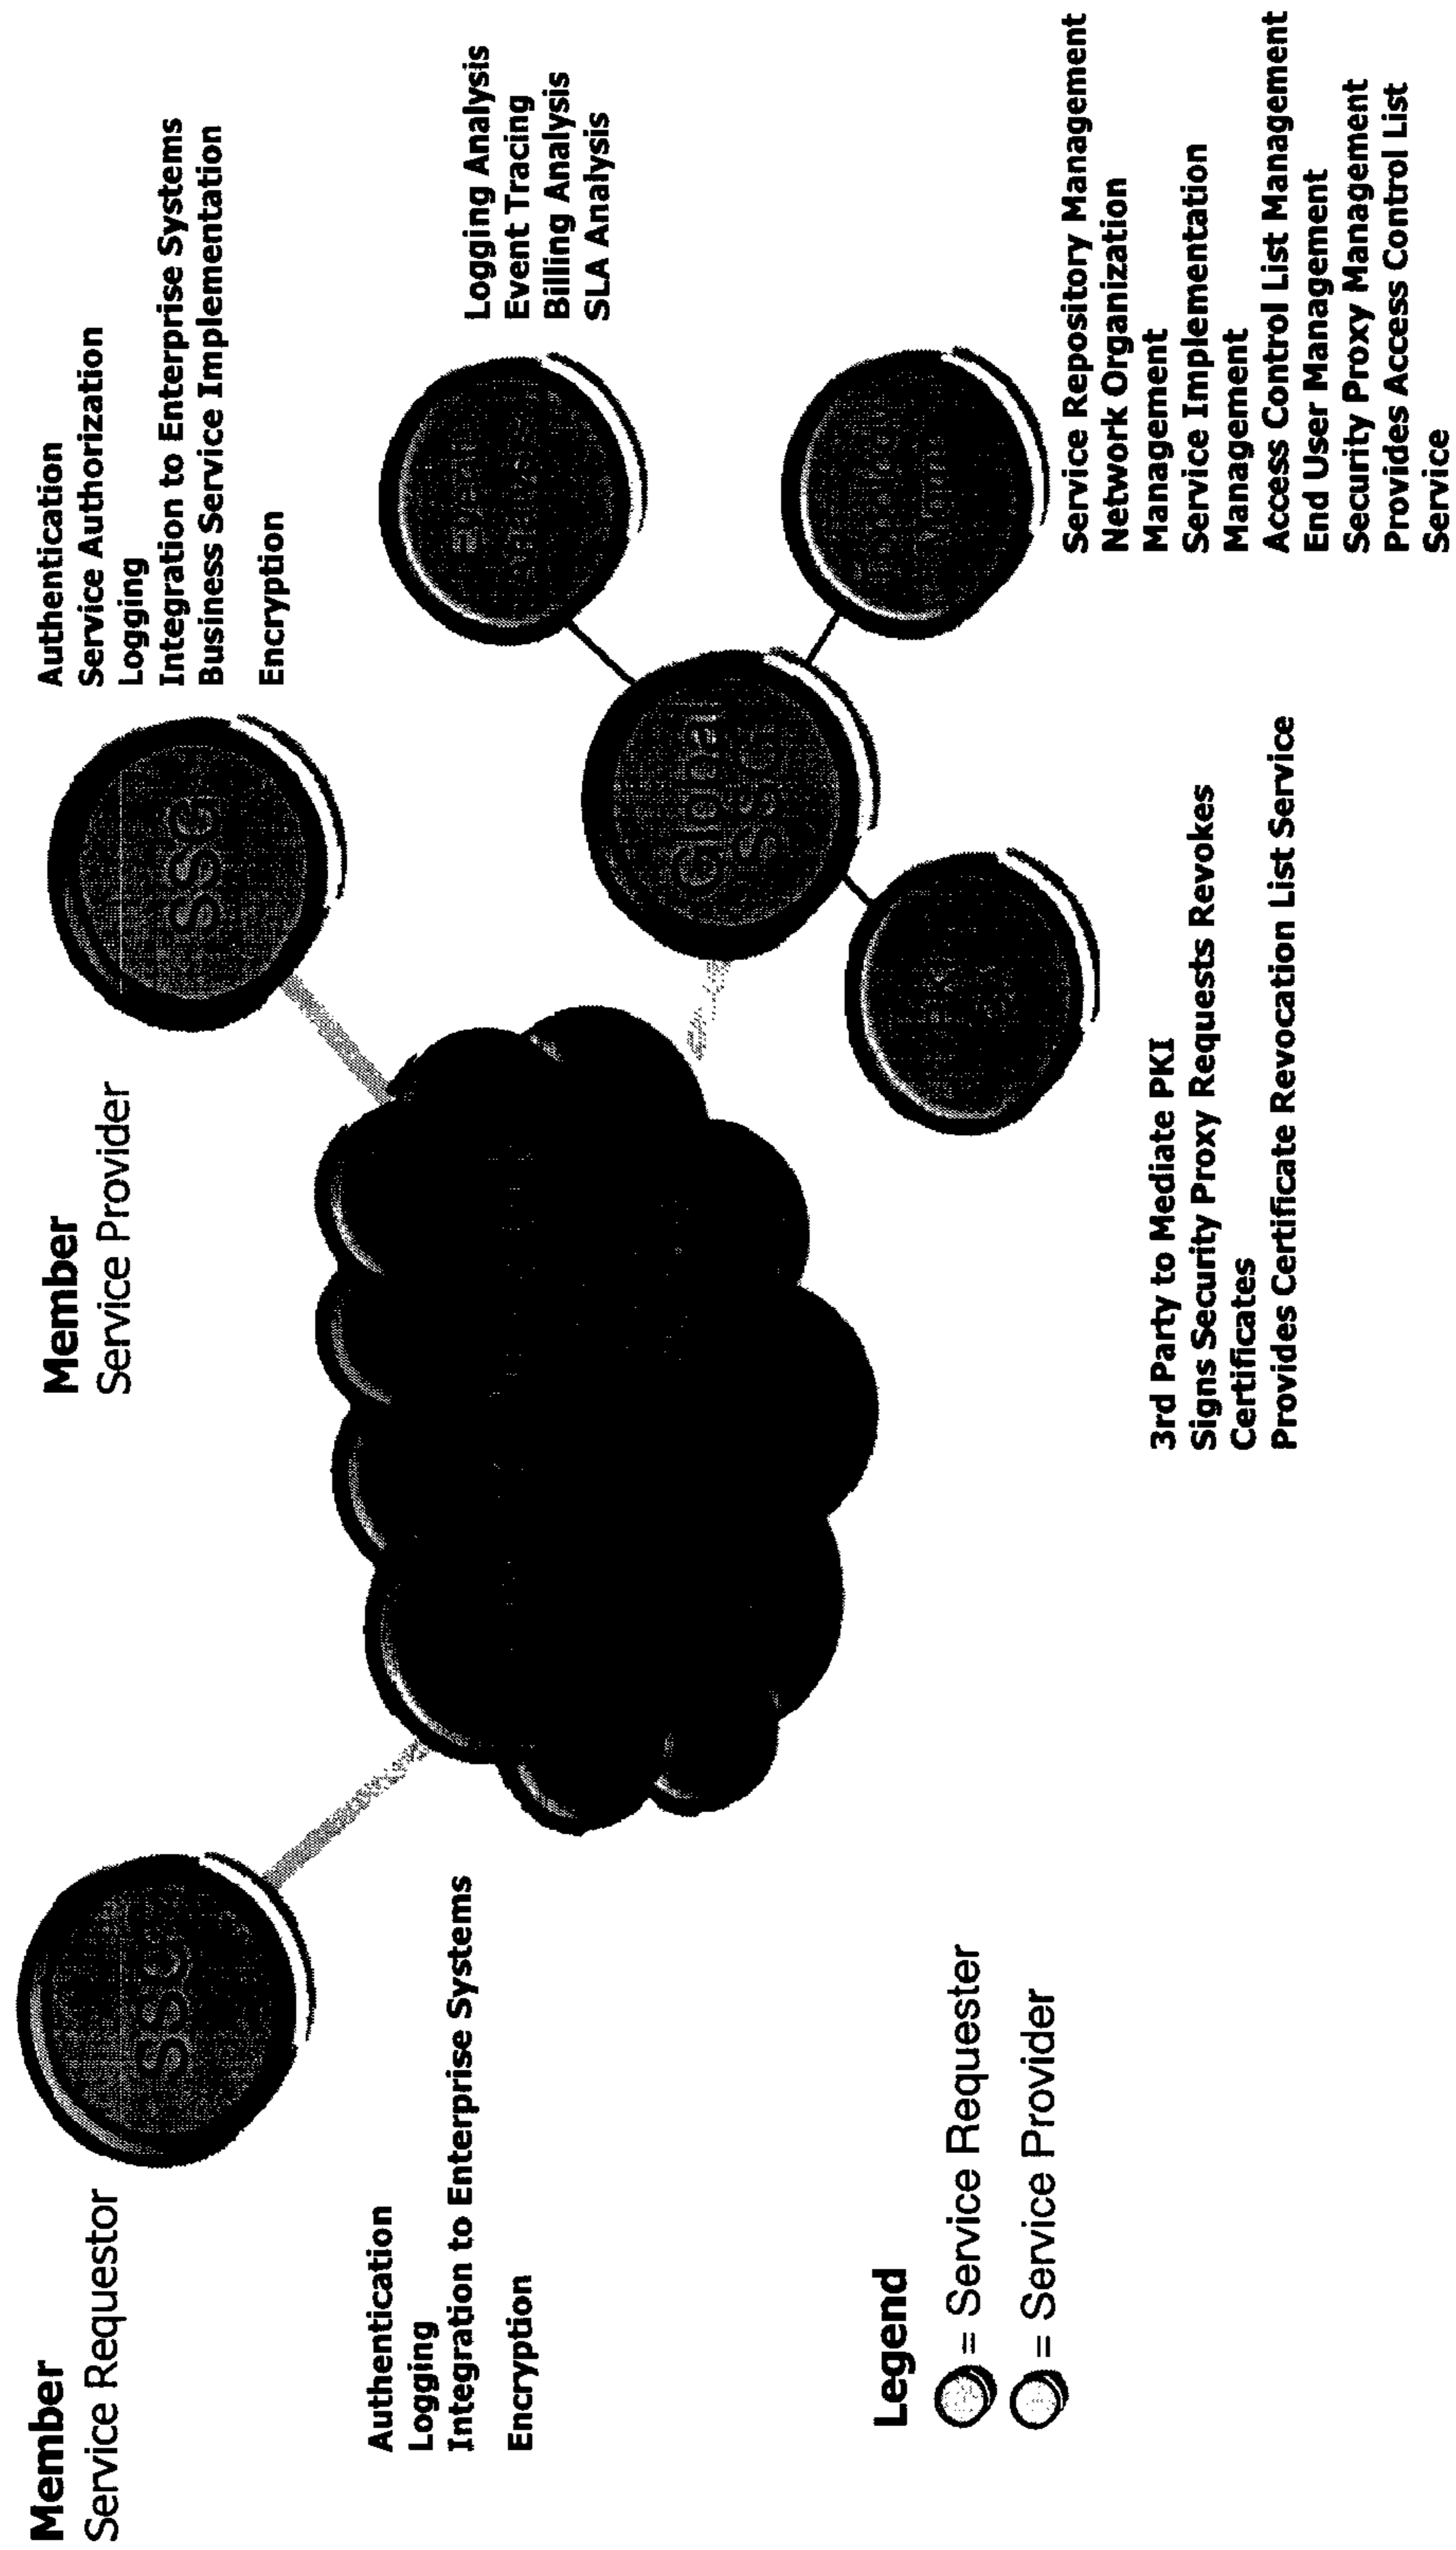 Member
Service Requestor
SSG
Authentication
Logging
Integration to Enterprise Systems
Encryption
Member
Service Provider
SSG
Authentication
Service Authorization
Logging
Integration to Enterprise Systems
Business Service Implementation
Encryption
Global
SSG
Logging Analysis
Event Tracing
Billing Analysis
SLA Analysis
Service Repository Management
Network Organization
Management
Service Implementation
Management
Access Control List Management
End User Management
Security Proxy Management
Provides Access Control List
Service
3rd Party to Mediate PKI
Signs Security Proxy Requests Revokes
Certificates
Provides Certificate Revocation List Service
Legend
= Service Requester
= Service Provider